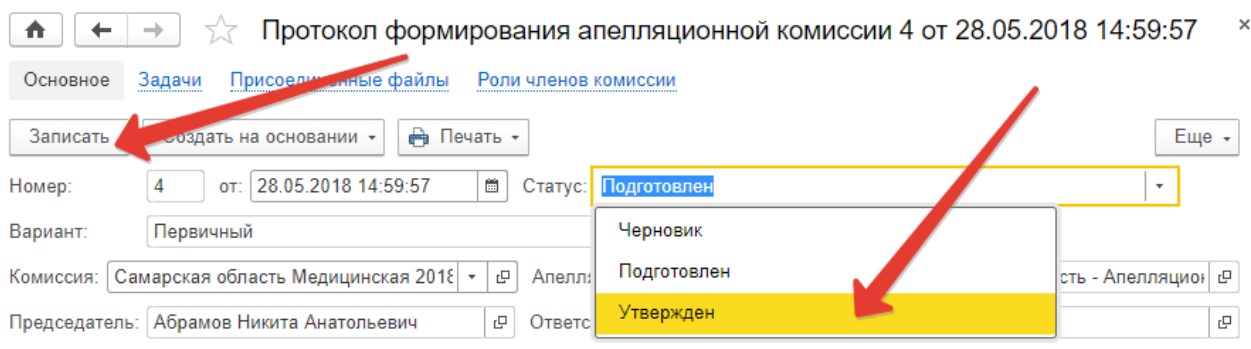 Протокол формирования апелляционной комиссии 4 от 28.05.2018 14:59:57
Основное Задачи Присоединенные файлы Роли членов комиссии
Записать Создать на основании Печать Еще
Номер: 4 от: 28.05.2018 14:59:57 Статус: Подготовлен
Вариант: Первичный Черновик
Подготовлен
Комиссия: Самарская область Медицинская 2018 Апелл сть - Апелляцион
Утвержден
Председатель: Абрамов Никита Анатольевич Ответс